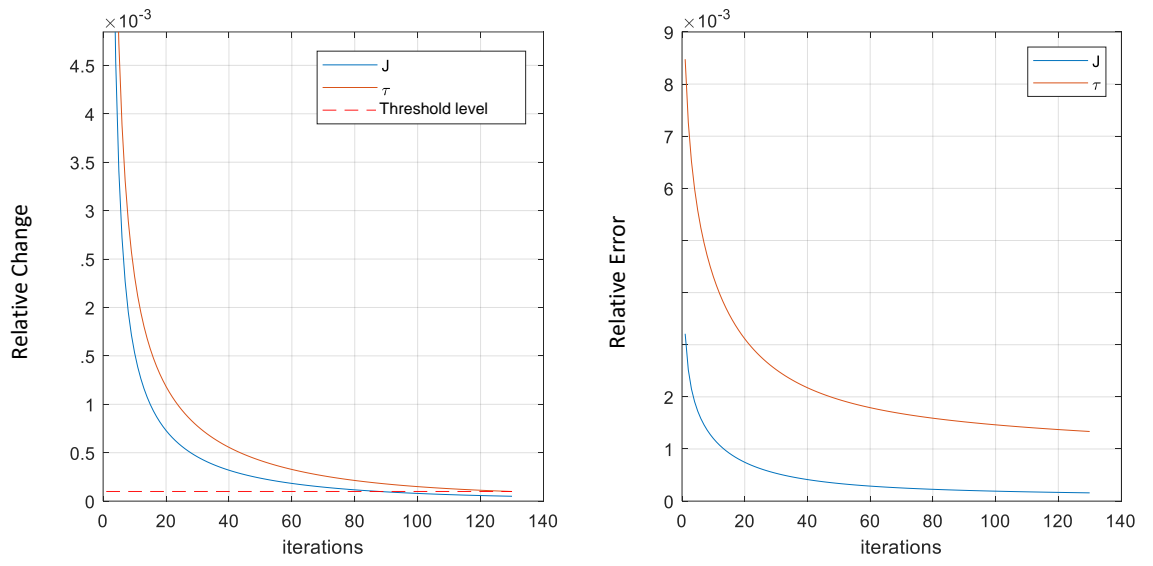 ×10⁻³
4.5
4
3.5
3
.5
2
.5
1
0.5
0
0 20 40 60 80 100 120 140
iterations
Relative Change
J
τ
Threshold level
×10⁻³
9
8
7
6
2
1
0
0 20 40 60 80 100 120 140
iterations
Relative Error
J
τ